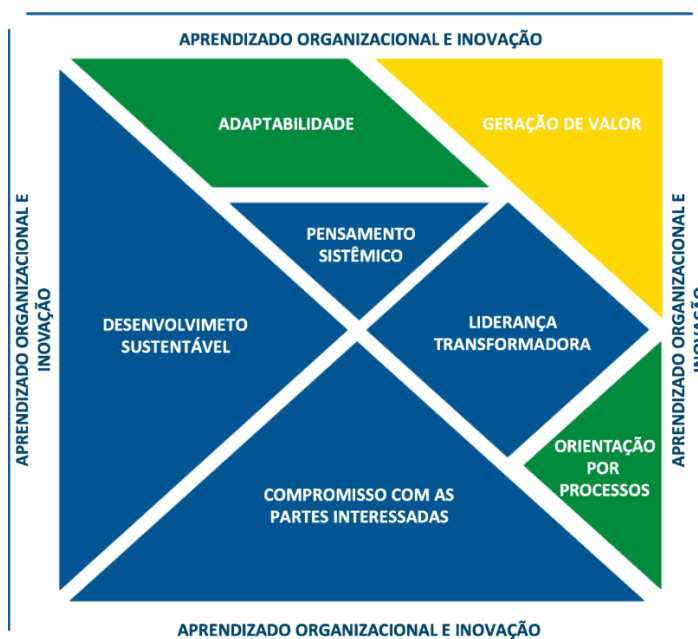 APRENDIZADO ORGANIZACIONAL E INOVAÇÃO
ADAPTABILIDADE
GERAÇÃO DE VALOR
PENSAMENTO
SISTÊMICO
APRENDIZADO ORGANIZACIONAL E
INOVAÇÃO
DESENVOLVIMETO
SUSTENTÁVEL
LIDERANÇA
TRANSFORMADORA
APRENDIZADO ORGANIZACIONAL E
INOVAÇÃO
ORIENTAÇÃO
POR
PROCESSOS
COMPROMISSO COM AS
PARTES INTERESSADAS
APRENDIZADO ORGANIZACIONAL E INOVAÇÃO